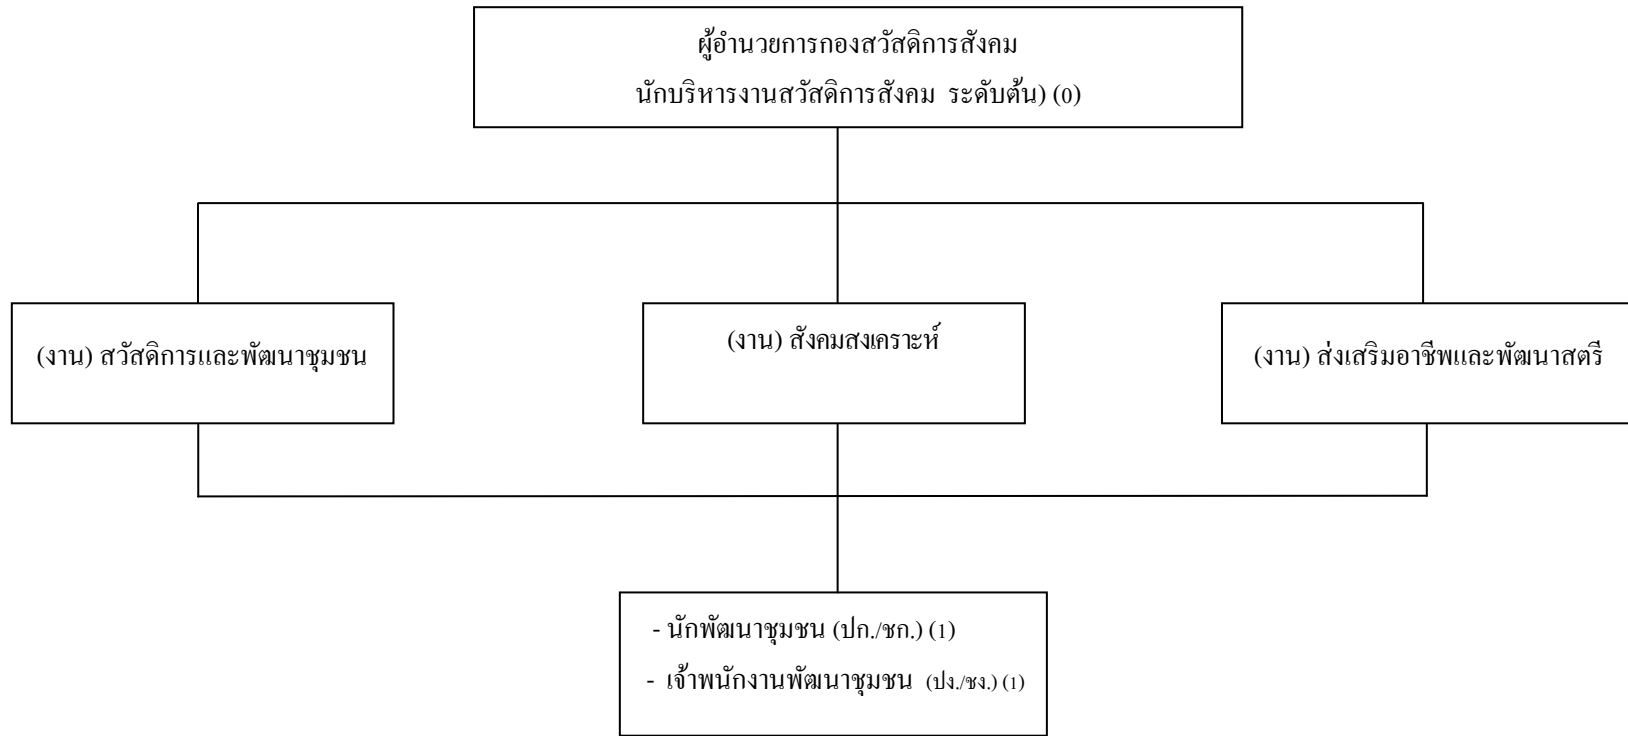 ผู้อำนวยการกองสวัสดิการสังคม
นักบริหารงานสวัสดิการสังคม ระดับต้น) (0)
(งาน) สวัสดิการและพัฒนาชุมชน
(งาน) สังคมสงเคราะห์
(งาน) ส่งเสริมอาชีพและพัฒนาสตรี
- นักพัฒนาชุมชน (ปก./ชก.) (1)
- เจ้าพนักงานพัฒนาชุมชน (ปง./ชง.) (1)